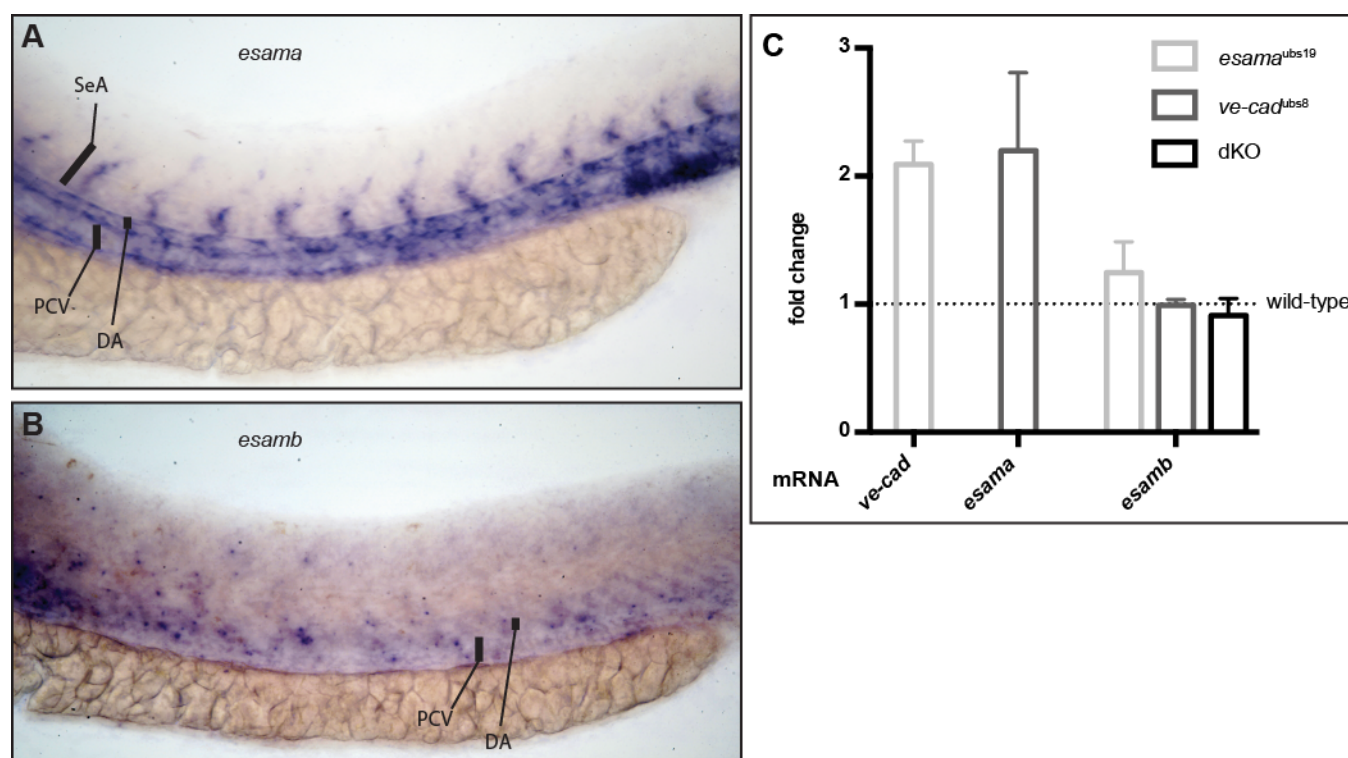 A
esama
SeA
PCV
DA
B
esamb
PCV
DA
C
3
2
1
0
fold change
esamaubs19
ve-cadubs8
dKO
wild-type
mRNA
ve-cad
esama
esamb